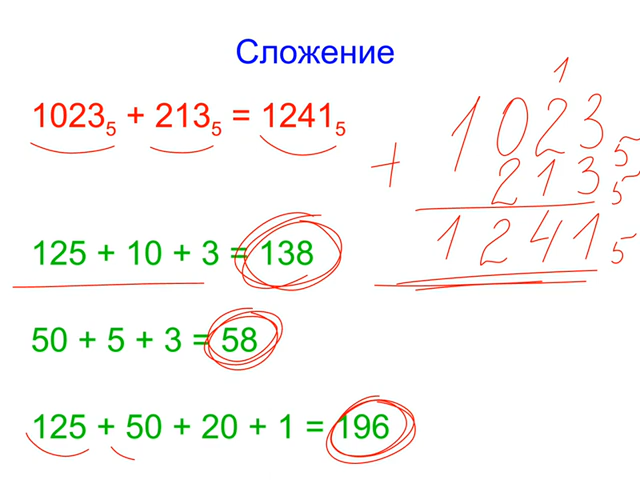 Сложение
1023₅ + 213₅ = 1241₅
1
1023₅
+ 213₅
1241₅
125 + 10 + 3 = 138
50 + 5 + 3 = 58
125 + 50 + 20 + 1 = 196